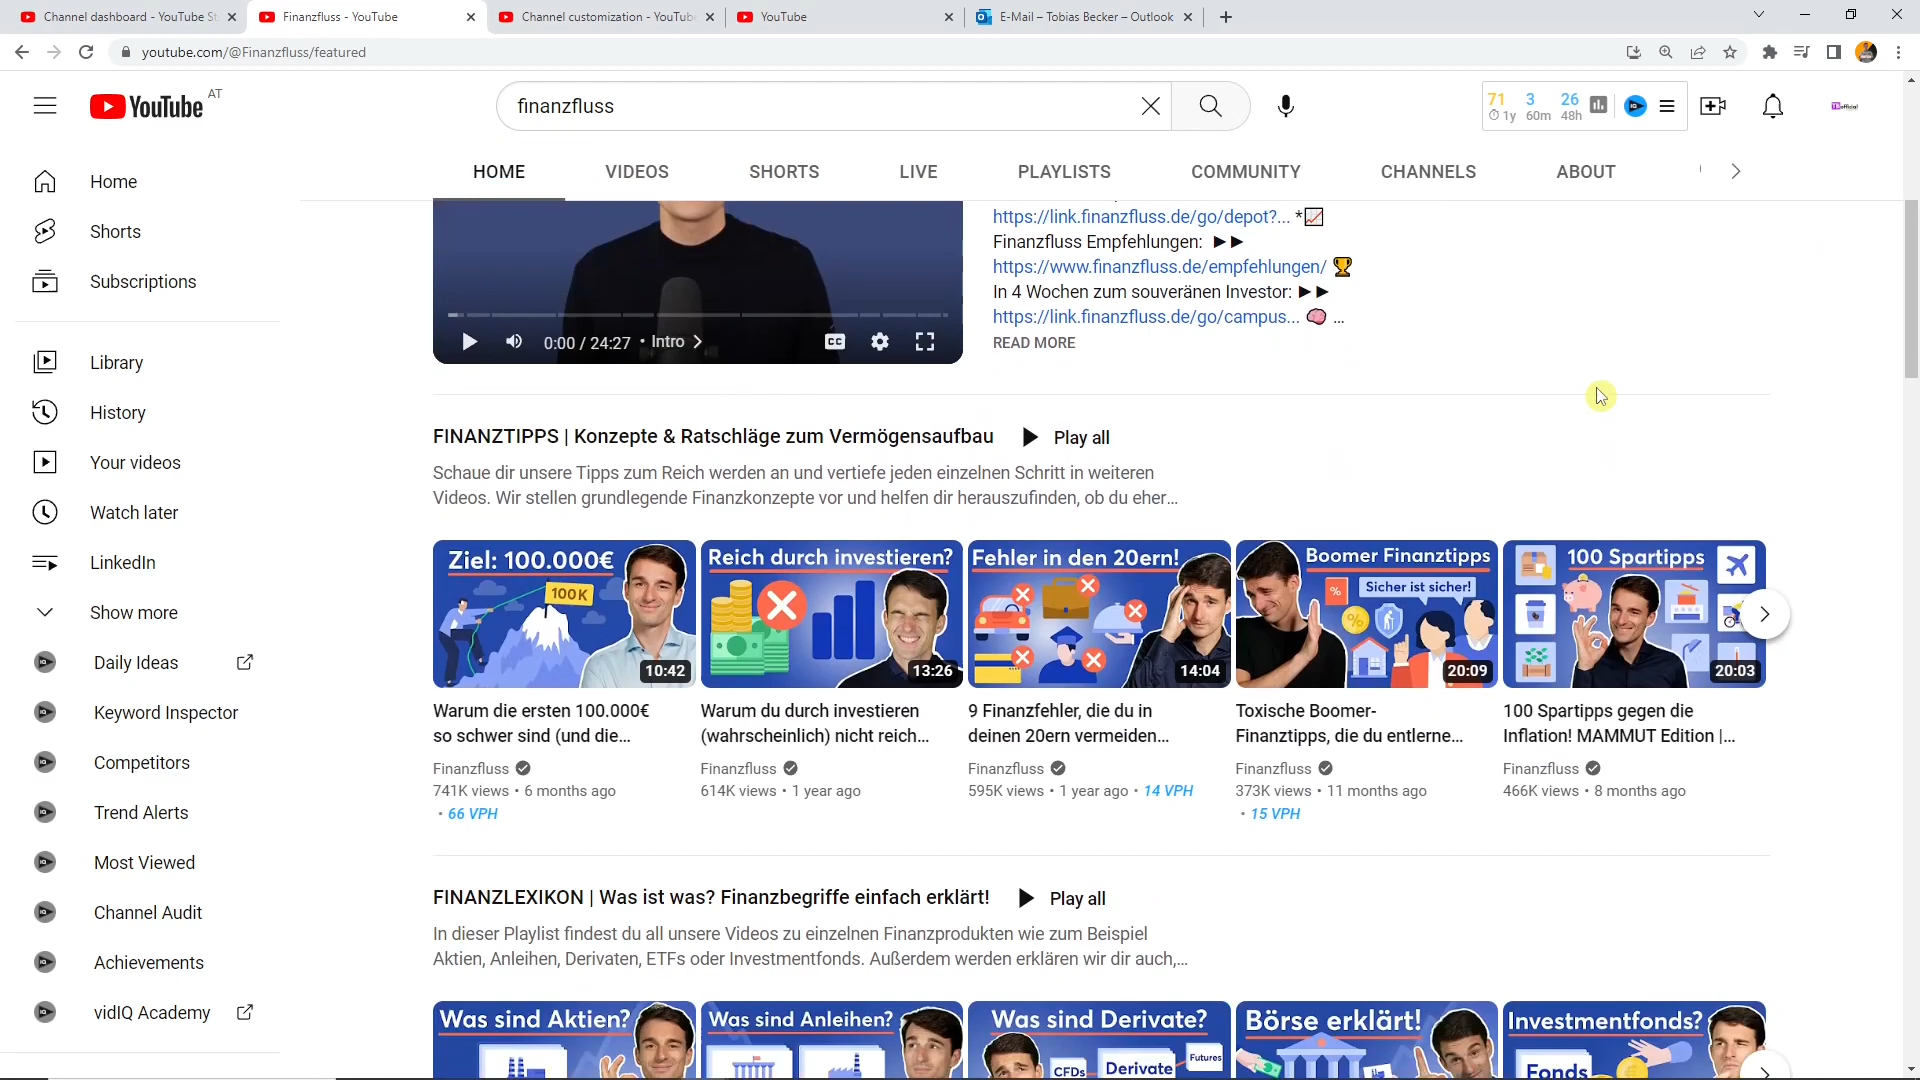 Channel dashboard - YouTube St
Finanzfluss - YouTube
Channel customization - YouTub
YouTube
E-Mail – Tobias Becker – Outlook
youtube.com/@Finanzfluss/featured
YouTube AT
finanzfluss
71 3 26
1y 60m 48h
HOME VIDEOS SHORTS LIVE PLAYLISTS COMMUNITY CHANNELS ABOUT
Home
Shorts
Subscriptions
Library
History
Your videos
Watch later
LinkedIn
Show more
Daily Ideas
Keyword Inspector
Competitors
Trend Alerts
Most Viewed
Channel Audit
Achievements
vidIQ Academy
https://link.finanzfluss.de/go/depot?... *📈
Finanzfluss Empfehlungen: ►►
https://www.finanzfluss.de/empfehlungen/ 🏆
In 4 Wochen zum souveränen Investor: ►►
https://link.finanzfluss.de/go/campus... 🧠 ...
READ MORE
0:00 / 24:27 • Intro
CC
FINANZTIPPS | Konzepte & Ratschläge zum Vermögensaufbau
Play all
Schaue dir unsere Tipps zum Reich werden an und vertiefe jeden einzelnen Schritt in weiteren
Videos. Wir stellen grundlegende Finanzkonzepte vor und helfen dir herauszufinden, ob du eher...
Ziel: 100.000€
100K
10:42
Warum die ersten 100.000€
so schwer sind (und die...
Finanzfluss
741K views • 6 months ago
• 66 VPH
Reich durch investieren?
13:26
Warum du durch investieren
(wahrscheinlich) nicht reich...
Finanzfluss
614K views • 1 year ago
Fehler in den 20ern!
14:04
9 Finanzfehler, die du in
deinen 20ern vermeiden...
Finanzfluss
595K views • 1 year ago • 14 VPH
Boomer Finanztipps
Sicher ist sicher!
%
%
20:09
Toxische Boomer-
Finanztipps, die du entlerne...
Finanzfluss
373K views • 11 months ago
• 15 VPH
100 Spartipps
20:03
100 Spartipps gegen die
Inflation! MAMMUT Edition |...
Finanzfluss
466K views • 8 months ago
FINANZLEXIKON | Was ist was? Finanzbegriffe einfach erklärt!
Play all
In dieser Playlist findest du all unsere Videos zu einzelnen Finanzprodukten wie zum Beispiel
Aktien, Anleihen, Derivaten, ETFs oder Investmentfonds. Außerdem werden erklären wir dir auch,...
Was sind Aktien?
Was sind Anleihen?
Was sind Derivate?
CFDs
Derivate
Futures
Börse erklärt!
Investmentfonds?
Fonds